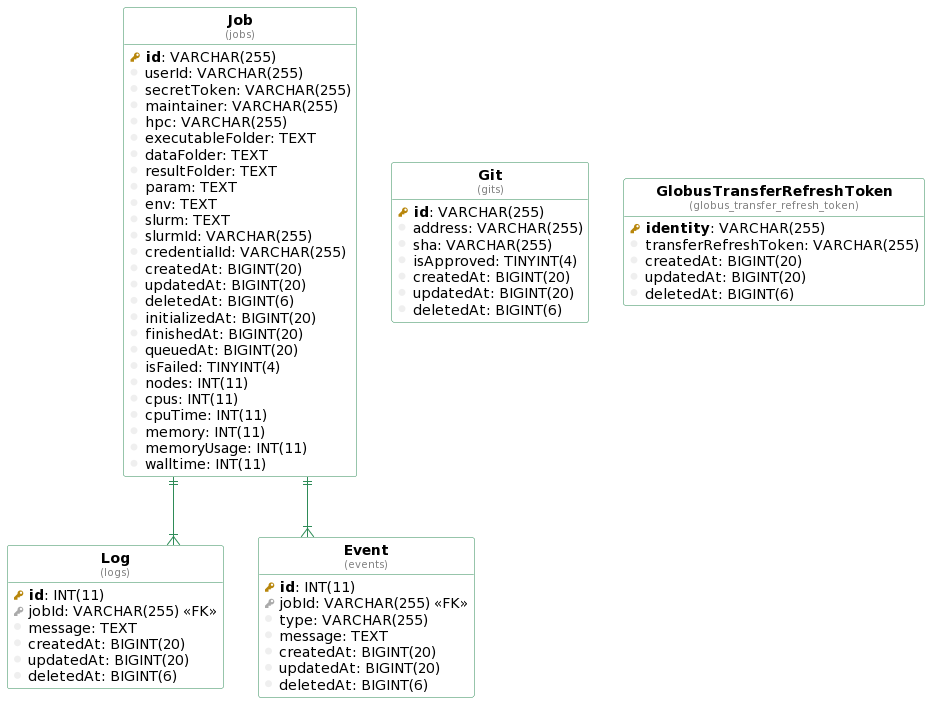 Job
(jobs)
id: VARCHAR(255)
userId: VARCHAR(255)
secretToken: VARCHAR(255)
maintainer: VARCHAR(255)
hpc: VARCHAR(255)
executableFolder: TEXT
dataFolder: TEXT
resultFolder: TEXT
param: TEXT
env: TEXT
slurm: TEXT
slurmId: VARCHAR(255)
credentialId: VARCHAR(255)
createdAt: BIGINT(20)
updatedAt: BIGINT(20)
deletedAt: BIGINT(6)
initializedAt: BIGINT(20)
finishedAt: BIGINT(20)
queuedAt: BIGINT(20)
isFailed: TINYINT(4)
nodes: INT(11)
cpus: INT(11)
cpuTime: INT(11)
memory: INT(11)
memoryUsage: INT(11)
walltime: INT(11)
Git
(gits)
id: VARCHAR(255)
address: VARCHAR(255)
sha: VARCHAR(255)
isApproved: TINYINT(4)
createdAt: BIGINT(20)
updatedAt: BIGINT(20)
deletedAt: BIGINT(6)
GlobusTransferRefreshToken
(globus_transfer_refresh_token)
identity: VARCHAR(255)
transferRefreshToken: VARCHAR(255)
createdAt: BIGINT(20)
updatedAt: BIGINT(20)
deletedAt: BIGINT(6)
Log
(logs)
id: INT(11)
jobId: VARCHAR(255) «FK»
message: TEXT
createdAt: BIGINT(20)
updatedAt: BIGINT(20)
deletedAt: BIGINT(6)
Event
(events)
id: INT(11)
jobId: VARCHAR(255) «FK»
type: VARCHAR(255)
message: TEXT
createdAt: BIGINT(20)
updatedAt: BIGINT(20)
deletedAt: BIGINT(6)